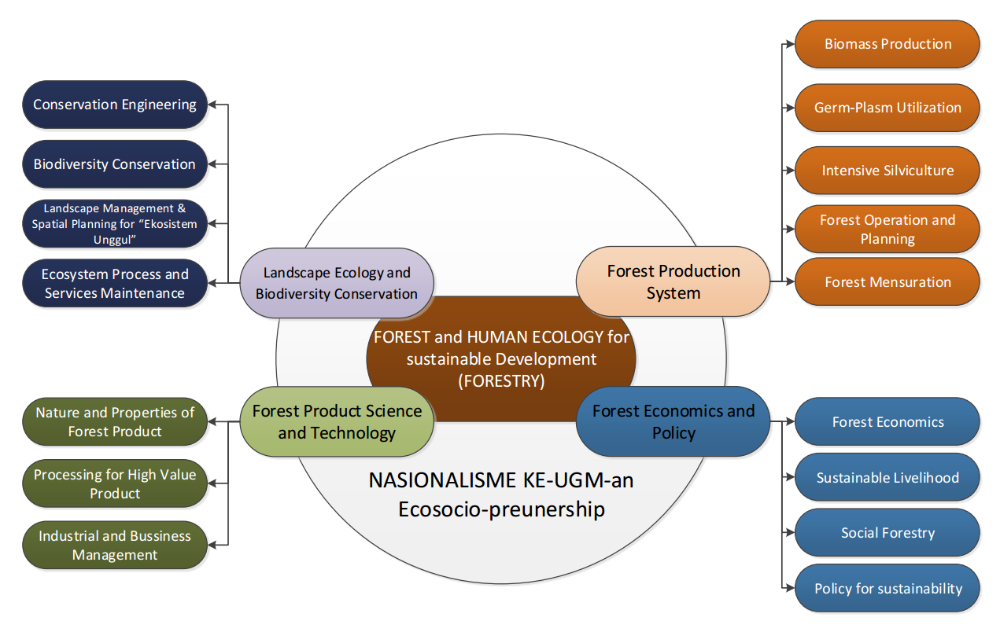 Conservation Engineering
Biodiversity Conservation
Landscape Management &
Spatial Planning for “Ekosistem
Unggul”
Ecosystem Process and
Services Maintenance
Landscape Ecology and
Biodiversity Conservation
Biomass Production
Germ-Plasm Utilization
Intensive Silviculture
Forest Operation and
Planning
Forest Mensuration
Forest Production
System
FOREST and HUMAN ECOLOGY for
sustainable Development
(FORESTRY)
Forest Product Science
and Technology
Nature and Properties of
Forest Product
Processing for High Value
Product
Industrial and Bussiness
Management
Forest Economics and
Policy
Forest Economics
Sustainable Livelihood
Social Forestry
Policy for sustainability
NASIONALISME KE-UGM-an
Ecosocio-preunership